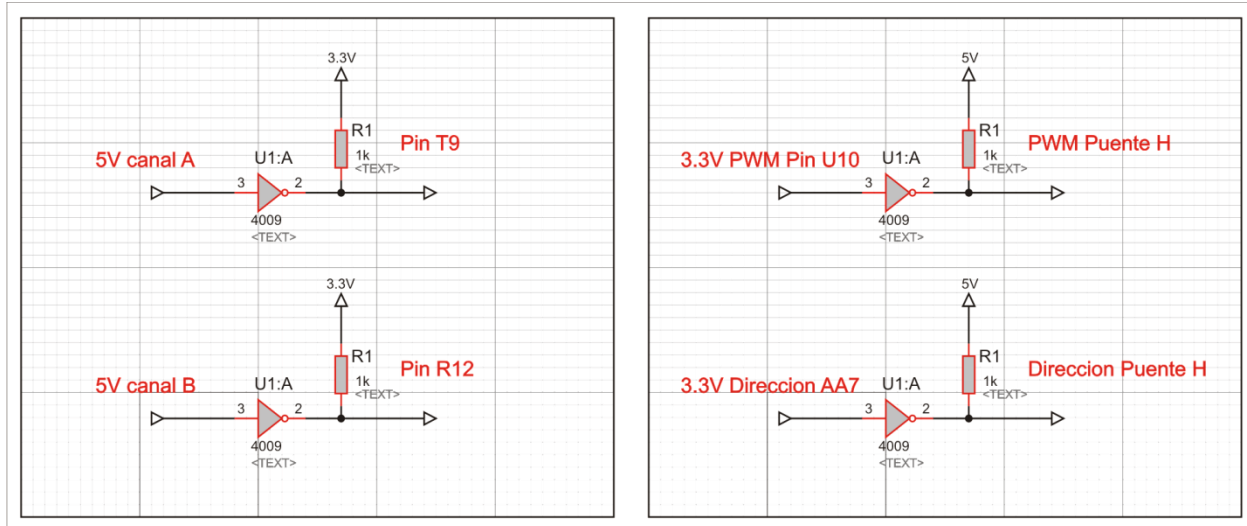 3.3V
R1
Pin T9
1k
<TEXT>
5V canal A
U1:A
3
2
4009
<TEXT>
3.3V
R1
Pin R12
1k
<TEXT>
5V canal B
U1:A
3
2
4009
<TEXT>
5V
R1
PWM Puente H
1k
<TEXT>
3.3V PWM Pin U10
U1:A
3
2
4009
<TEXT>
5V
R1
Direccion Puente H
1k
<TEXT>
3.3V Direccion AA7
U1:A
3
2
4009
<TEXT>